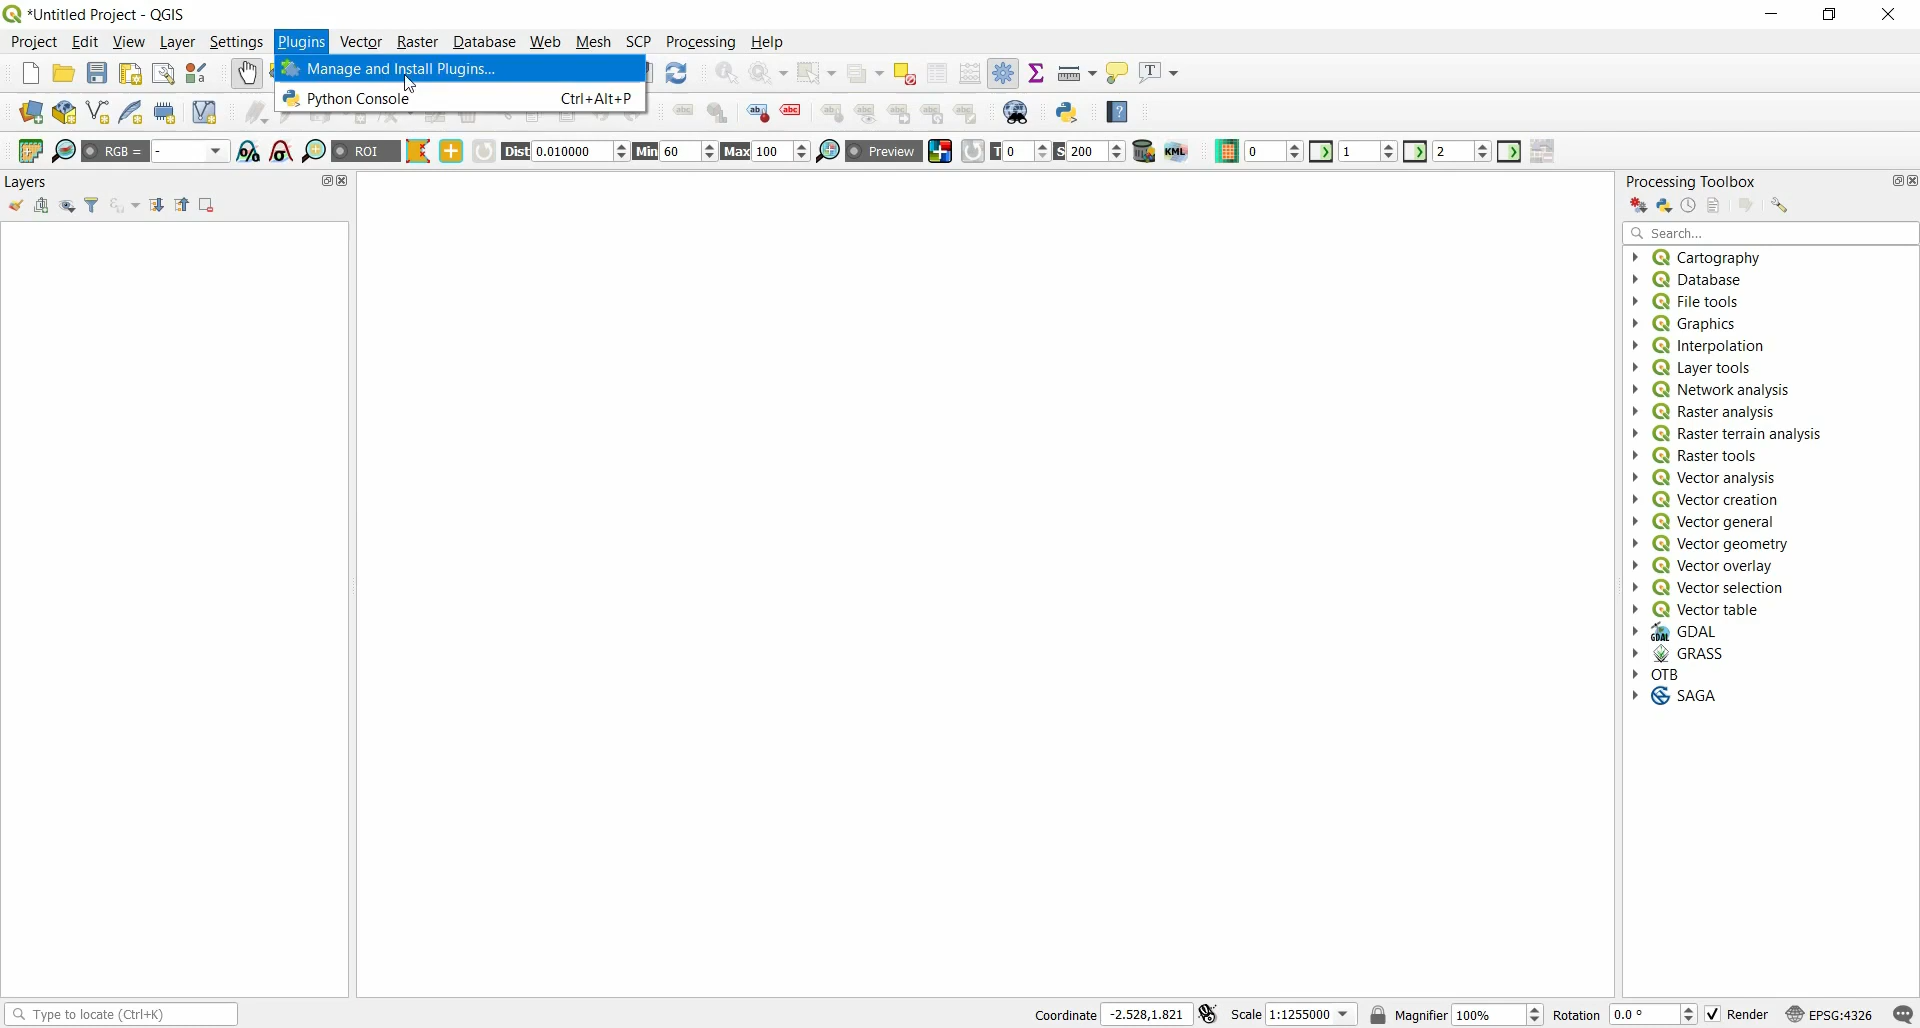 *Untitled Project - QGIS
Project Edit View Layer Settings Plugins Vector Raster Database Web Mesh SCP Processing Help
Manage and Install Plugins...
Python Console Ctrl+Alt+P
RGB = - ROI Dist 0.010000 Min 60 Max 100 Preview T 0 S 200 KML 0 1 2
Layers
Processing Toolbox
Search...
Cartography
Database
File tools
Graphics
Interpolation
Layer tools
Network analysis
Raster analysis
Raster terrain analysis
Raster tools
Vector analysis
Vector creation
Vector general
Vector geometry
Vector overlay
Vector selection
Vector table
GDAL
GRASS
OTB
SAGA
Type to locate (Ctrl+K) Coordinate -2.528,1.821 Scale 1:1255000 Magnifier 100% Rotation 0.0 ° Render EPSG:4326